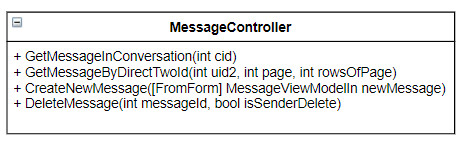 MessageController
+ GetMessageInConversation(int cid)
+ GetMessageByDirectTwoId(int uid2, int page, int rowsOfPage)
+ CreateNewMessage([FromForm] MessageViewModelIn newMessage)
+ DeleteMessage(int messageId, bool isSenderDelete)